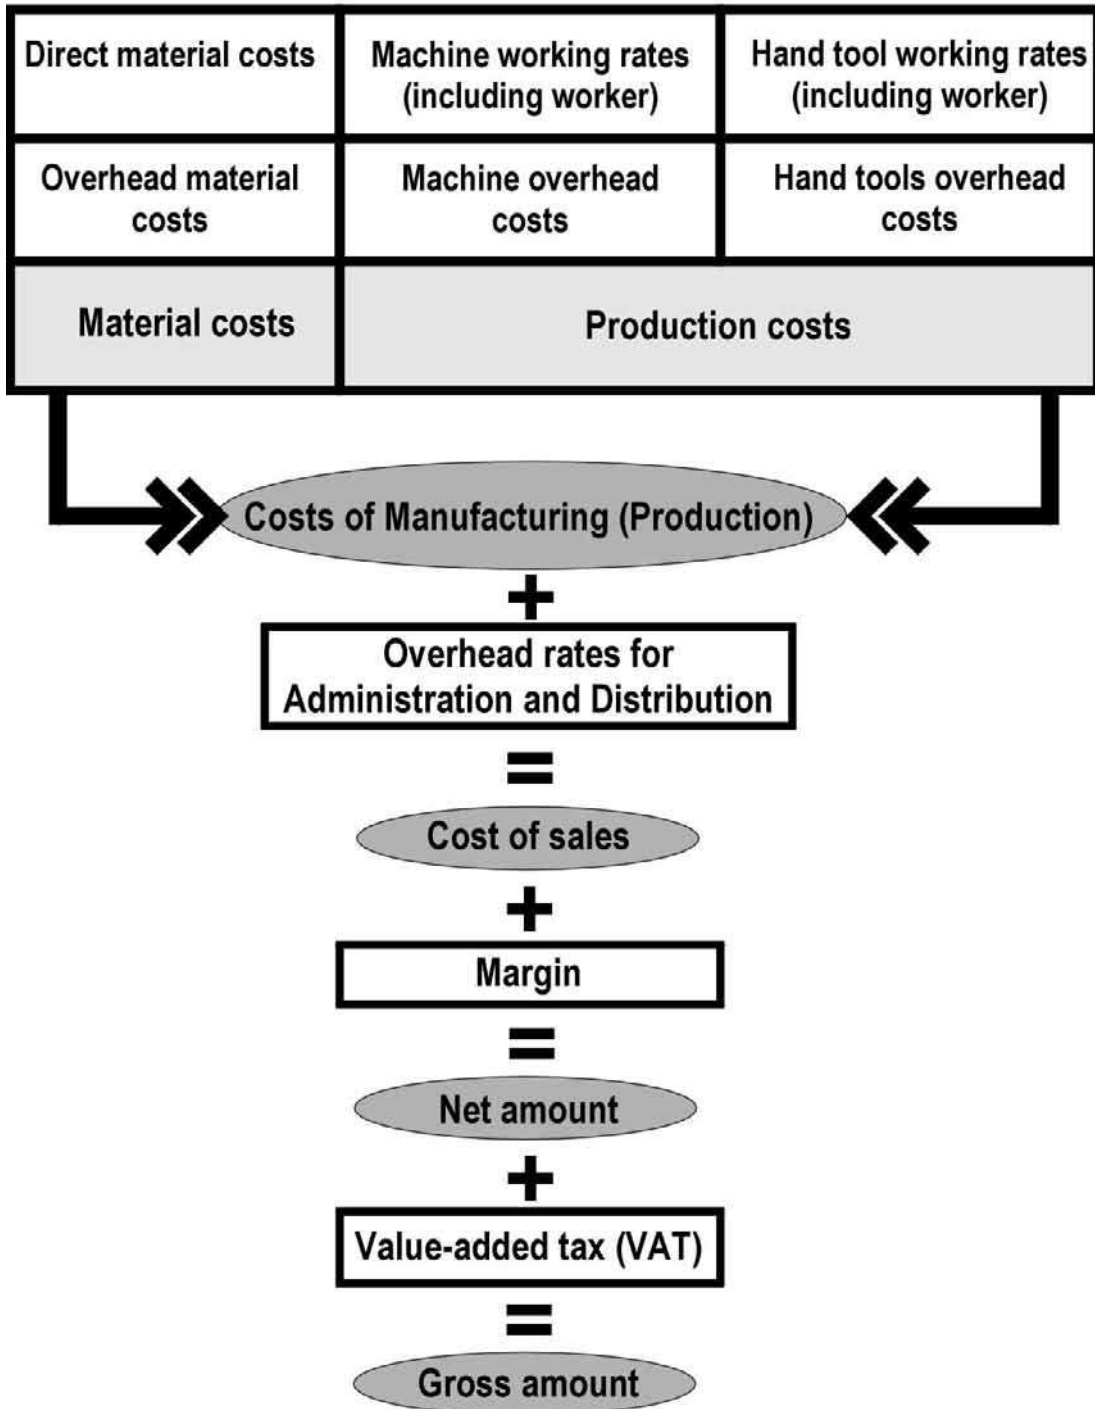 Direct material costs
Machine working rates
(including worker)
Hand tool working rates
(including worker)
Overhead material
costs
Machine overhead
costs
Hand tools overhead
costs
Material costs
Production costs
Costs of Manufacturing (Production)
+
Overhead rates for
Administration and Distribution
=
Cost of sales
+
Margin
=
Net amount
+
Value-added tax (VAT)
=
Gross amount